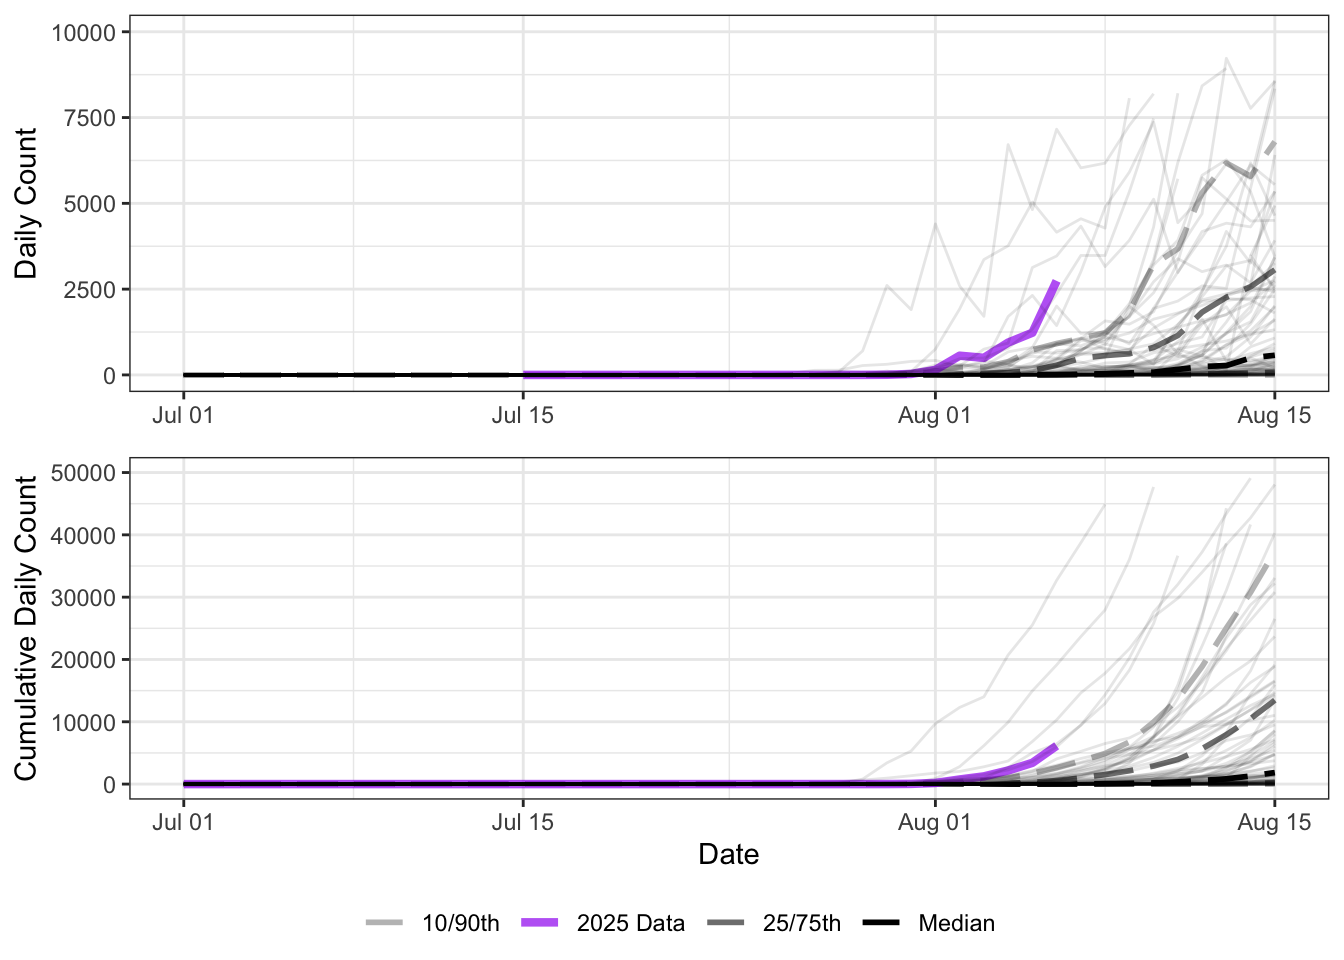 10000
7500
5000
2500
0
Daily Count
Jul 01 Jul 15 Aug 01 Aug 15
50000
40000
30000
20000
10000
0
Cumulative Daily Count
Jul 01 Jul 15 Aug 01 Aug 15
Date
10/90th 2025 Data 25/75th Median